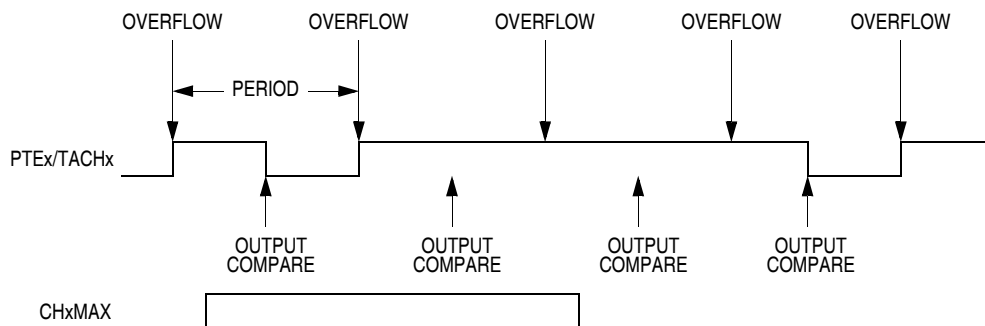 OVERFLOW OVERFLOW OVERFLOW OVERFLOW OVERFLOW
PERIOD
PTEx/TACHx
OUTPUT COMPARE
OUTPUT COMPARE
OUTPUT COMPARE
OUTPUT COMPARE
CHxMAX